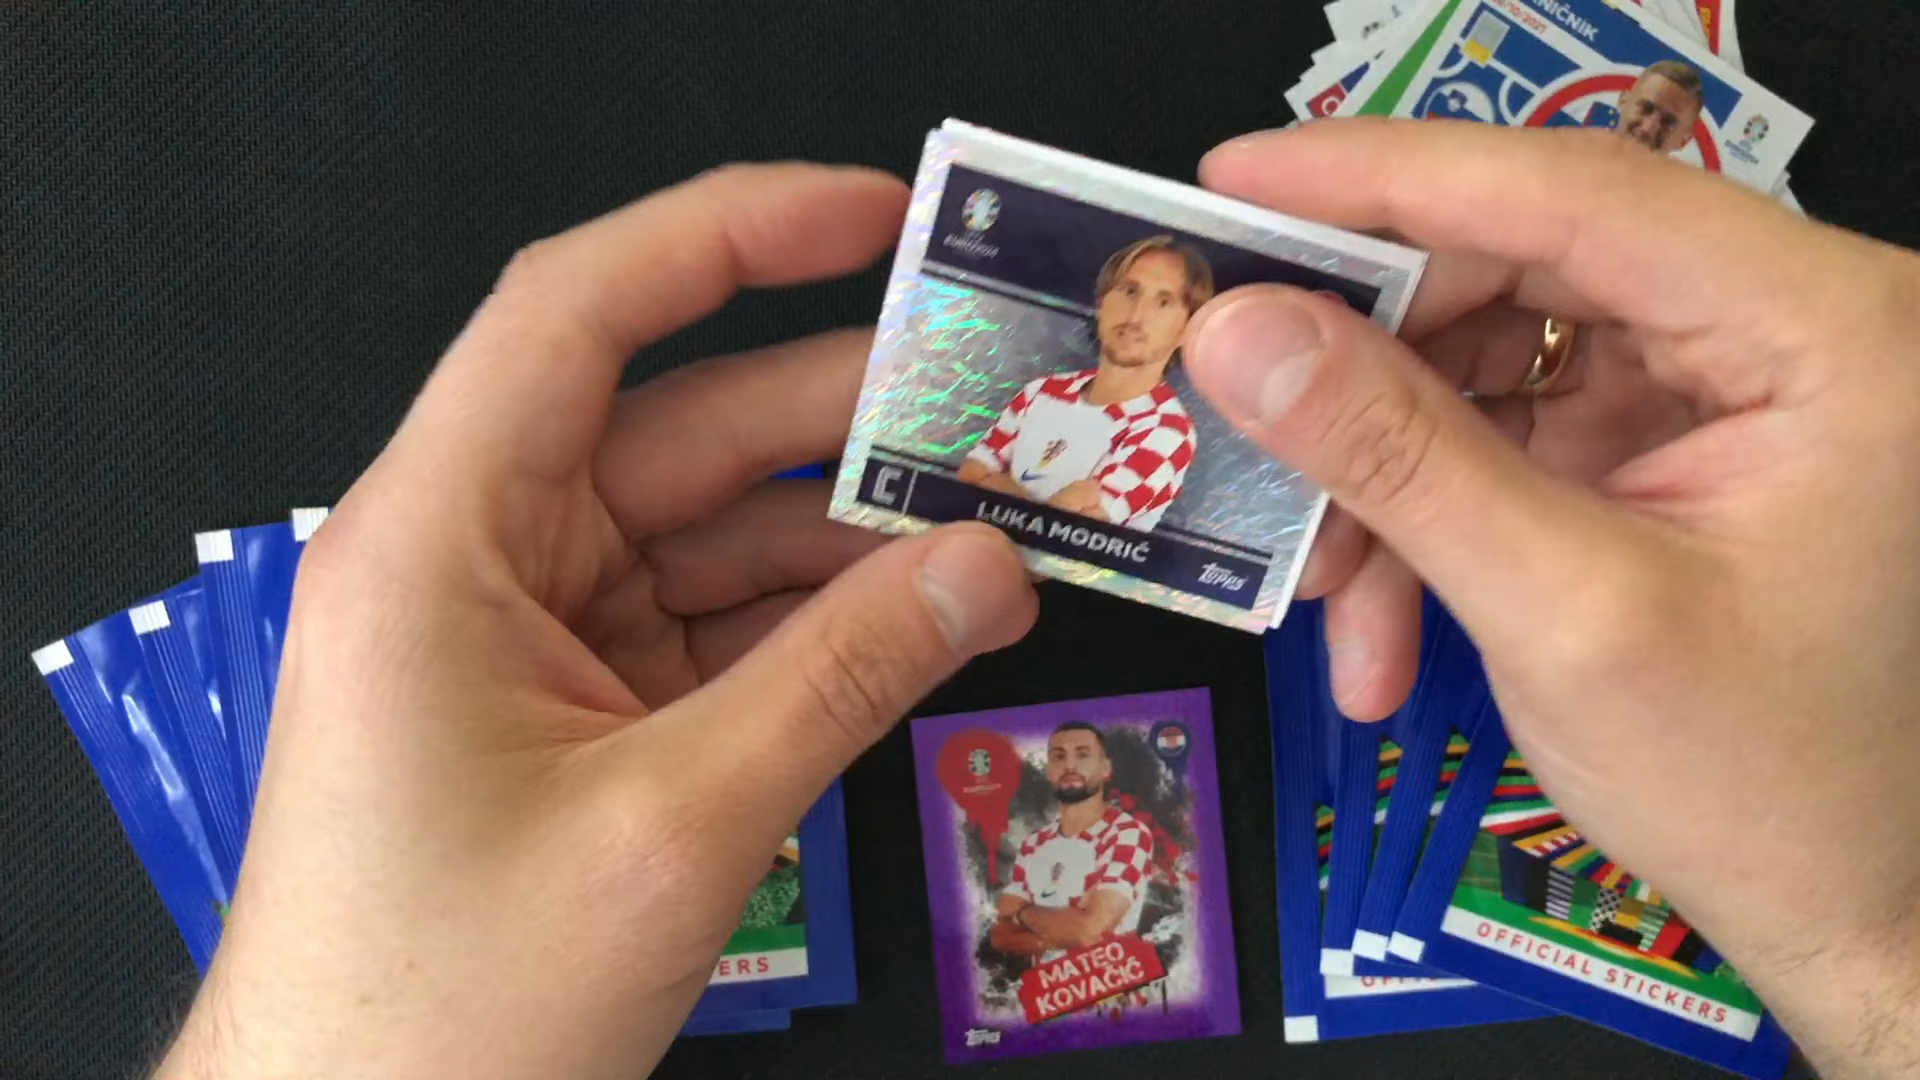 NIČNIK
C
LUKA MODRIĆ
Topps
MATEO
KOVAČIĆ
Topps
ERS
OFFICIAL STICKERS